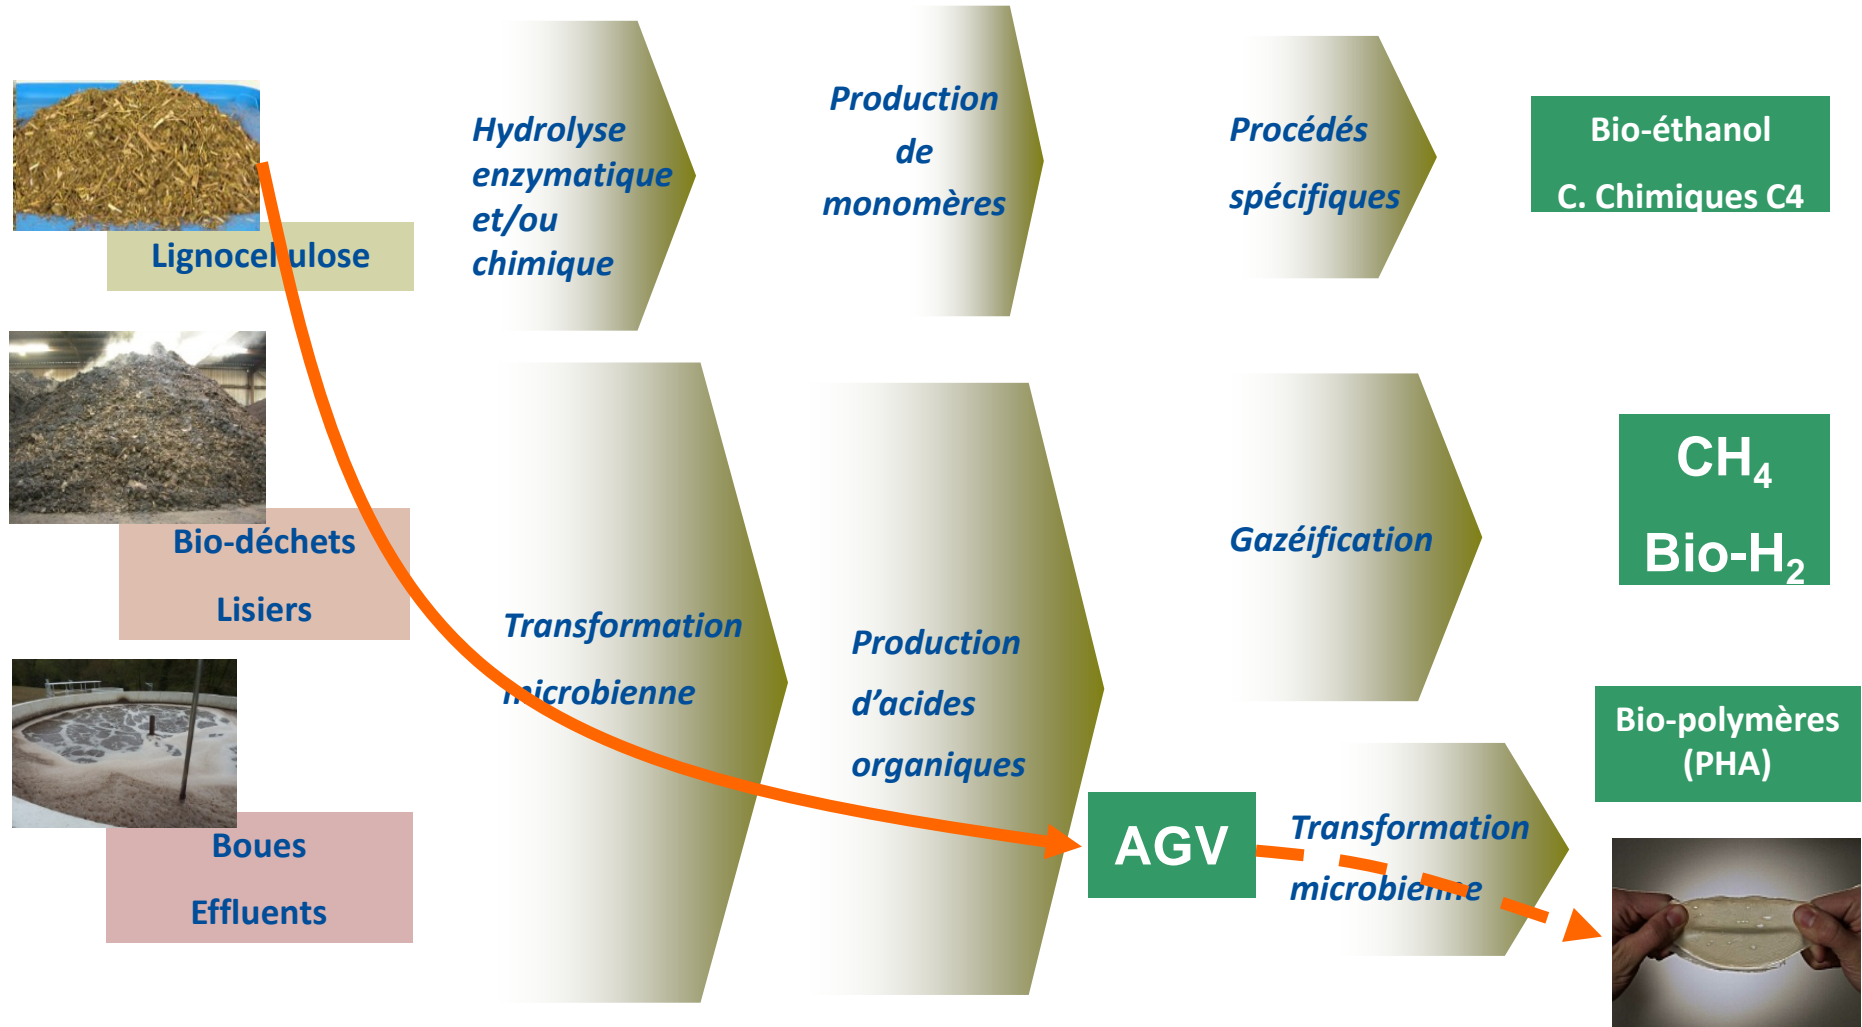 Lignocellulose
Hydrolyse
enzymatique
et/ou
chimique
Production
de
monomères
Procédés
spécifiques
Bio-éthanol
C. Chimiques C4
Bio-déchets
Lisiers
Boues
Effluents
Transformation
microbienne
Production
d’acides
organiques
Gazéification
CH₄
Bio-H₂
AGV
Transformation
microbienne
Bio-polymères
(PHA)